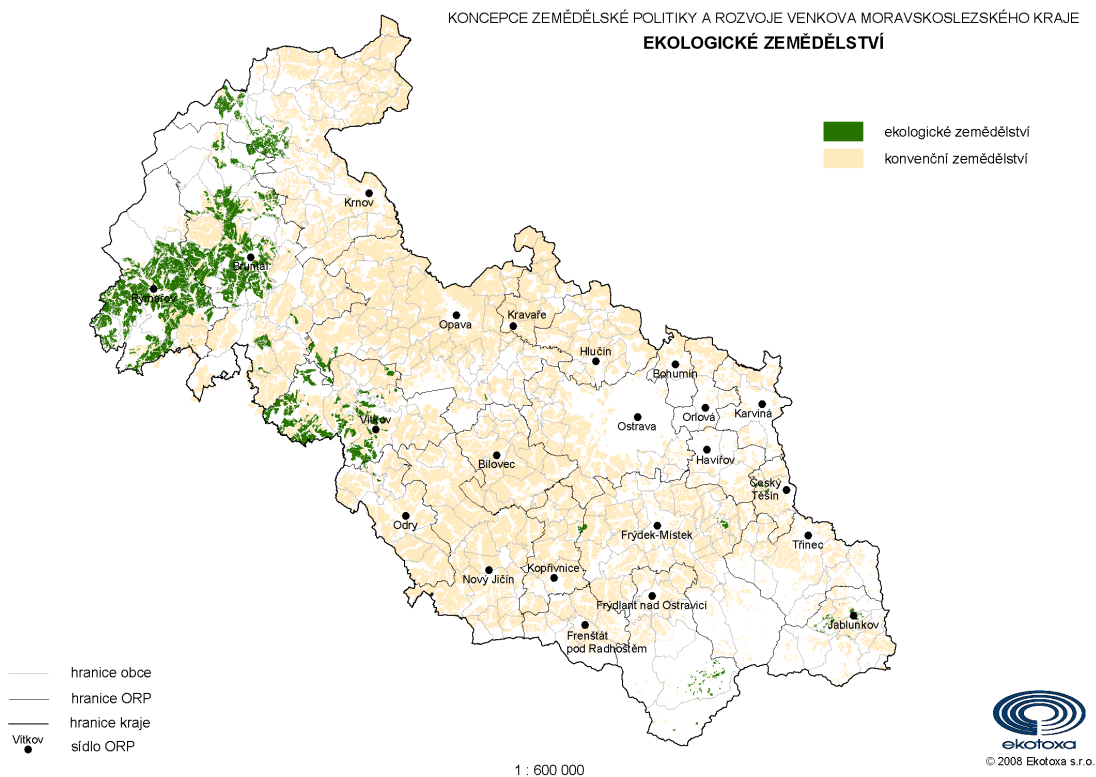 KONCEPCE ZEMĚDĚLSKÉ POLITIKY A ROZVOJE VENKOVA MORAVSKOSLEZSKÉHO KRAJE
EKOLOGICKÉ ZEMĚDĚLSTVÍ
ekologické zemědělství
konvenční zemědělství
Krnov
Bruntál
Rýmařov
Opava
Kravaře
Hlučín
Bohumín
Ostrava
Orlová
Karviná
Vítkov
Bílovec
Havířov
Český
Těšín
Odry
Frýdek-Místek
Třinec
Nový Jičín
Kopřivnice
Frýdlant nad Ostravicí
Jablunkov
Frenštát
pod Radhoštěm
hranice obce
hranice ORP
hranice kraje
Vítkov
sídlo ORP
1 : 600 000
ekotoxa
© 2008 Ekotoxa s.r.o.